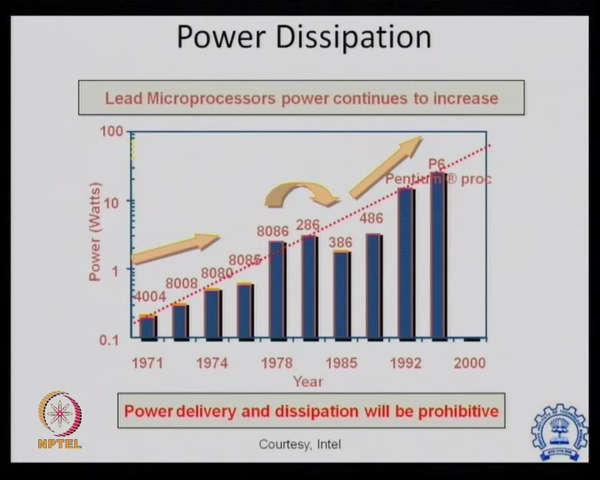 Power Dissipation
Lead Microprocessors power continues to increase
100
10
1
0.1
Power (Watts)
4004
8008
8080
8085
8086
286
386
486
Pentium® proc
P6
1971
1974
1978
1985
1992
2000
Year
Power delivery and dissipation will be prohibitive
Courtesy, Intel
NPTEL